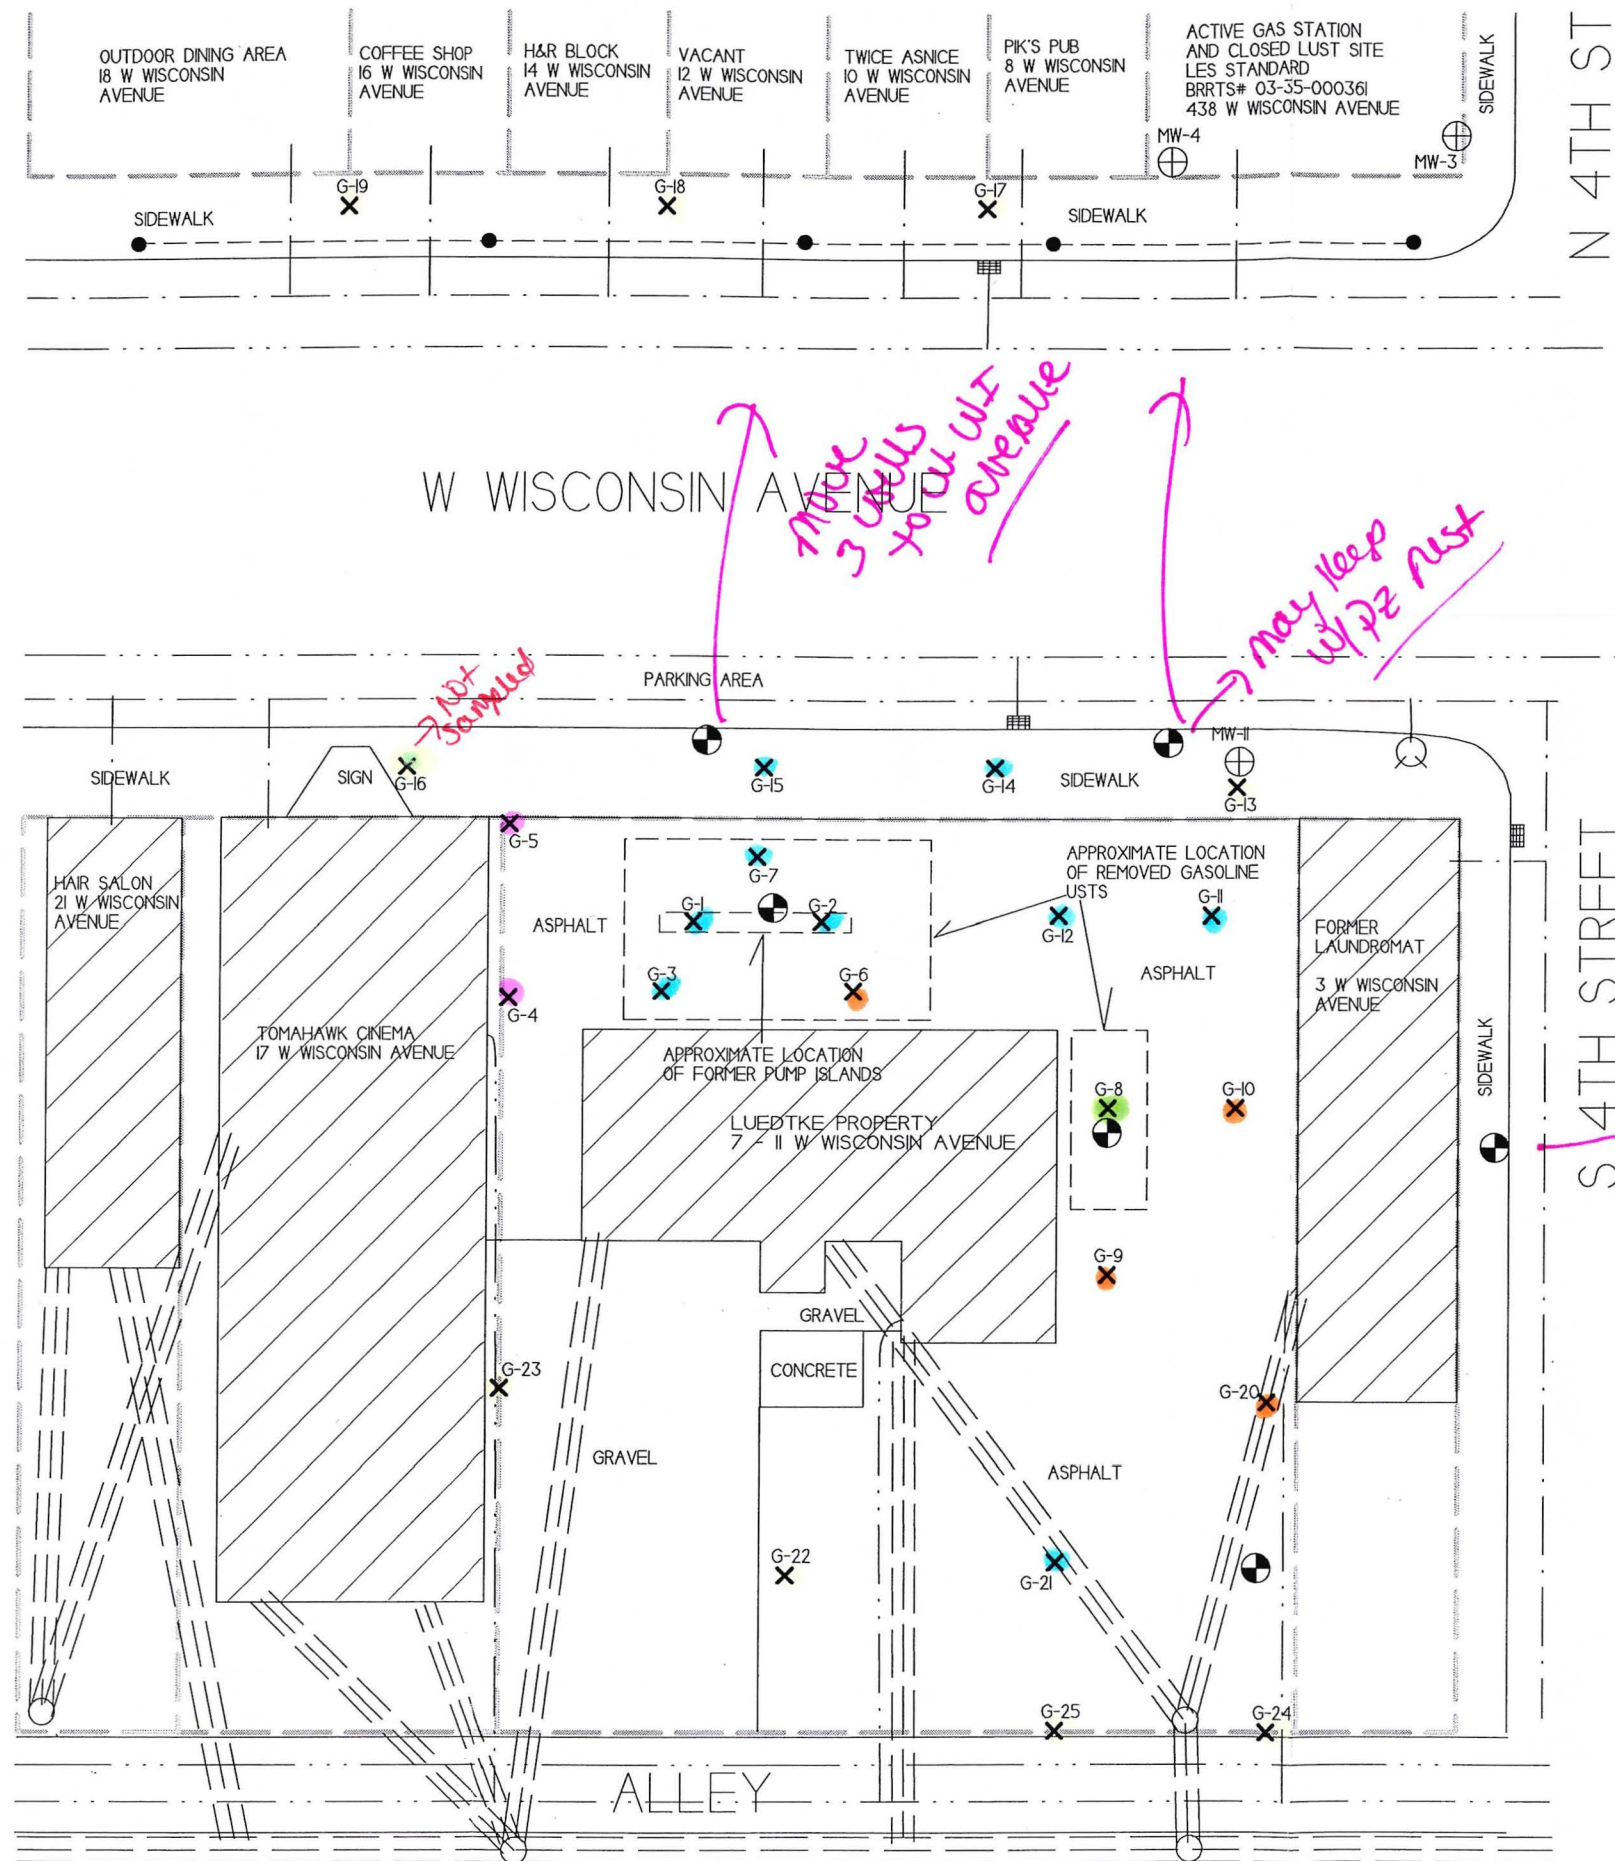 OUTDOOR DINING AREA
18 W WISCONSIN
AVENUE
COFFEE SHOP
16 W WISCONSIN
AVENUE
H&R BLOCK
14 W WISCONSIN
AVENUE
VACANT
12 W WISCONSIN
AVENUE
TWICE ASNICE
10 W WISCONSIN
AVENUE
PIK'S PUB
8 W WISCONSIN
AVENUE
ACTIVE GAS STATION
AND CLOSED LUST SITE
LES STANDARD
BRRTS# 03-35-000361
438 W WISCONSIN AVENUE
SIDEWALK
N 4TH ST
MW-4
MW-3
G-19
G-18
G-17
SIDEWALK
SIDEWALK
W WISCONSIN AVENUE
Move
3 wells
to in WI
avenue
may keep
w/ PZ nest
PARKING AREA
Not
sampled
SIDEWALK
SIGN
G-16
G-15
G-14
SIDEWALK
MW-11
G-13
G-5
G-7
HAIR SALON
21 W WISCONSIN
AVENUE
ASPHALT
G-1
G-2
APPROXIMATE LOCATION
OF REMOVED GASOLINE
USTS
G-12
G-11
FORMER
LAUNDROMAT
3 W WISCONSIN
AVENUE
G-3
G-6
ASPHALT
G-4
TOMAHAWK CINEMA
17 W WISCONSIN AVENUE
APPROXIMATE LOCATION
OF FORMER PUMP ISLANDS
LUEDTKE PROPERTY
7 - 11 W WISCONSIN AVENUE
G-8
G-10
SIDEWALK
S 4TH STREET
G-9
GRAVEL
CONCRETE
G-23
G-20
GRAVEL
ASPHALT
G-22
G-21
G-25
G-24
ALLEY